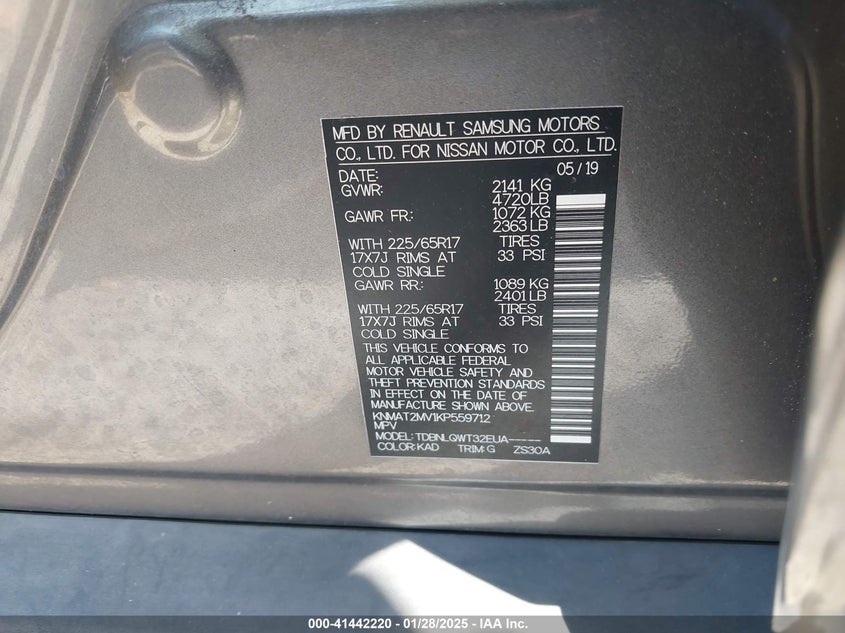 MFD BY RENAULT SAMSUNG MOTORS
CO., LTD. FOR NISSAN MOTOR CO., LTD.
DATE: 05/19
GVWR: 2141 KG
4720LB
GAWR FR: 1072 KG
2363 LB
WITH 225/65R17 TIRES
17X7J RIMS AT 33 PSI
COLD SINGLE
GAWR RR: 1089 KG
2401 LB
WITH 225/65R17 TIRES
17X7J RIMS AT 33 PSI
COLD SINGLE
THIS VEHICLE CONFORMS TO
ALL APPLICABLE FEDERAL
MOTOR VEHICLE SAFETY AND
THEFT PREVENTION STANDARDS
IN EFFECT ON THE DATE OF
MANUFACTURE SHOWN ABOVE.
KNMAT2MV1KP559712
MPV
MODEL: TDBNLQWT32EUA-----
COLOR: KAD TRIM: G ZS30A
000-41442220 - 01/28/2025 - IAA Inc.